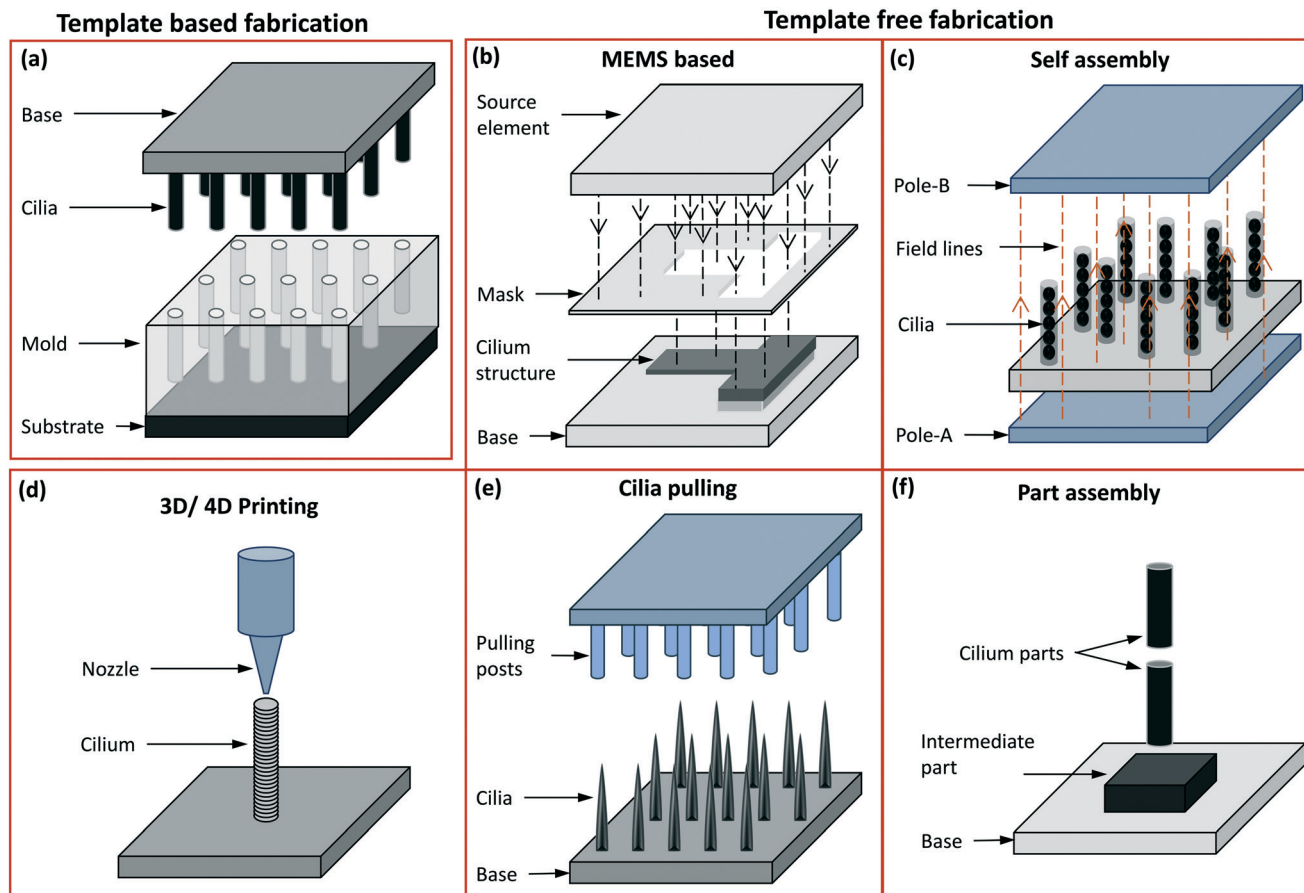 Template based fabrication
Template free fabrication
(a)
Base
Cilia
Mold
Substrate
(b)
MEMS based
Source
element
Mask
Cilium
structure
Base
(c)
Self assembly
Pole-B
Field lines
Cilia
Pole-A
(d)
3D/ 4D Printing
Nozzle
Cilium
(e)
Cilia pulling
Pulling
posts
Cilia
Base
(f)
Part assembly
Cilium parts
Intermediate
part
Base